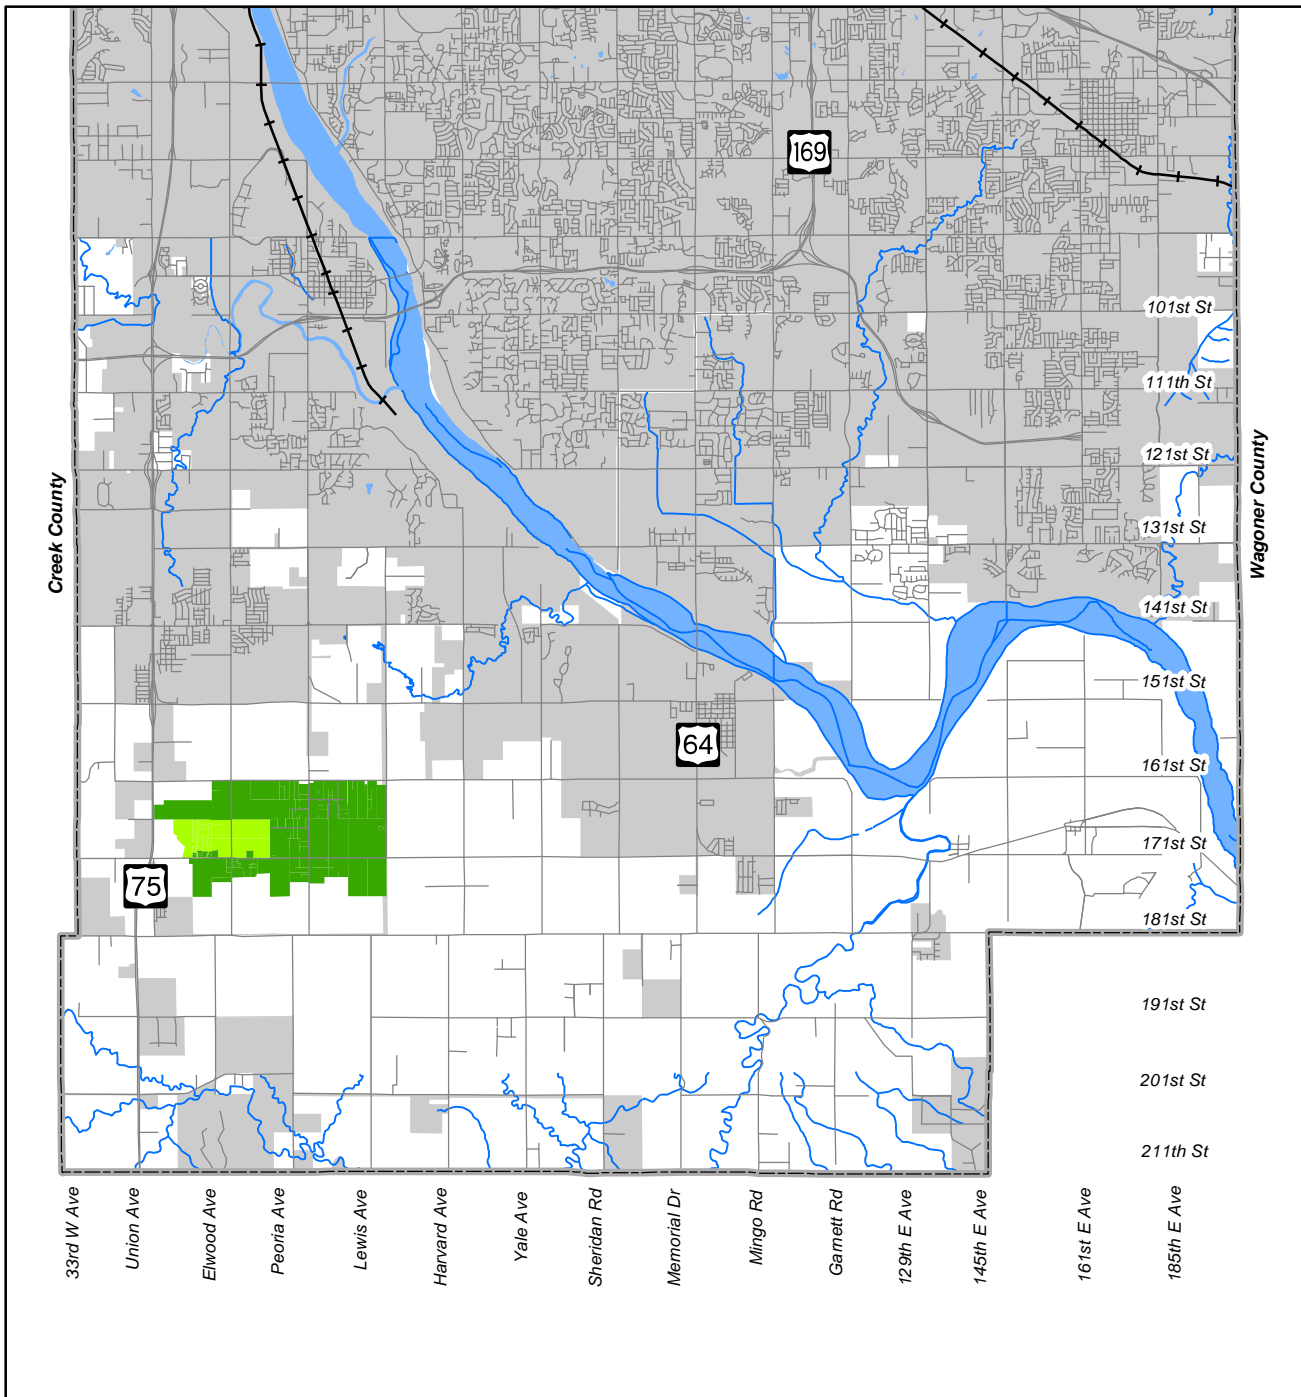 169
101st St
111th St
121st St
131st St
141st St
151st St
161st St
171st St
181st St
191st St
201st St
211th St
Creek County
Wagoner County
64
75
33rd W Ave
Union Ave
Elwood Ave
Peoria Ave
Lewis Ave
Harvard Ave
Yale Ave
Sheridan Rd
Memorial Dr
Mingo Rd
Garnett Rd
129th E Ave
145th E Ave
161st E Ave
185th E Ave